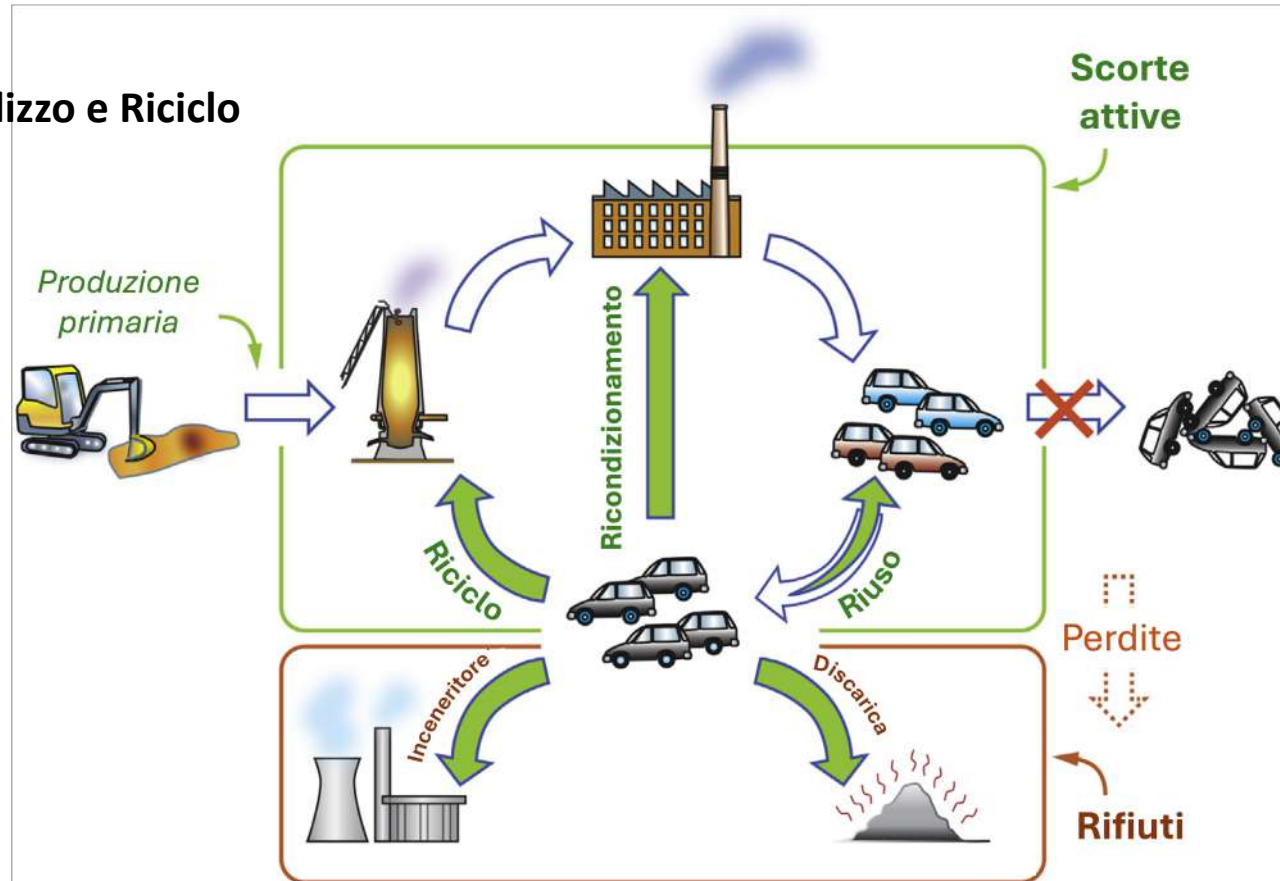 lizzo e Riciclo
Scorte
attive
Produzione
primaria
Ricondizionamento
Riciclo
Riuso
Perdite
Inceneritore
Discarica
Rifiuti